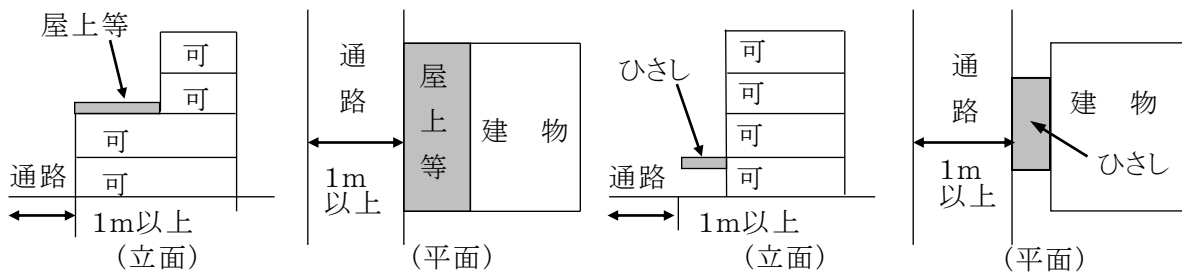 屋上等
可
可
可
可
通路
1m以上
(立面)
通路
屋上等
建 物
1m
以上
(平面)
ひさし
可
可
可
可
通路
1m以上
(立面)
通路
建 物
ひさし
1m
以上
(平面)